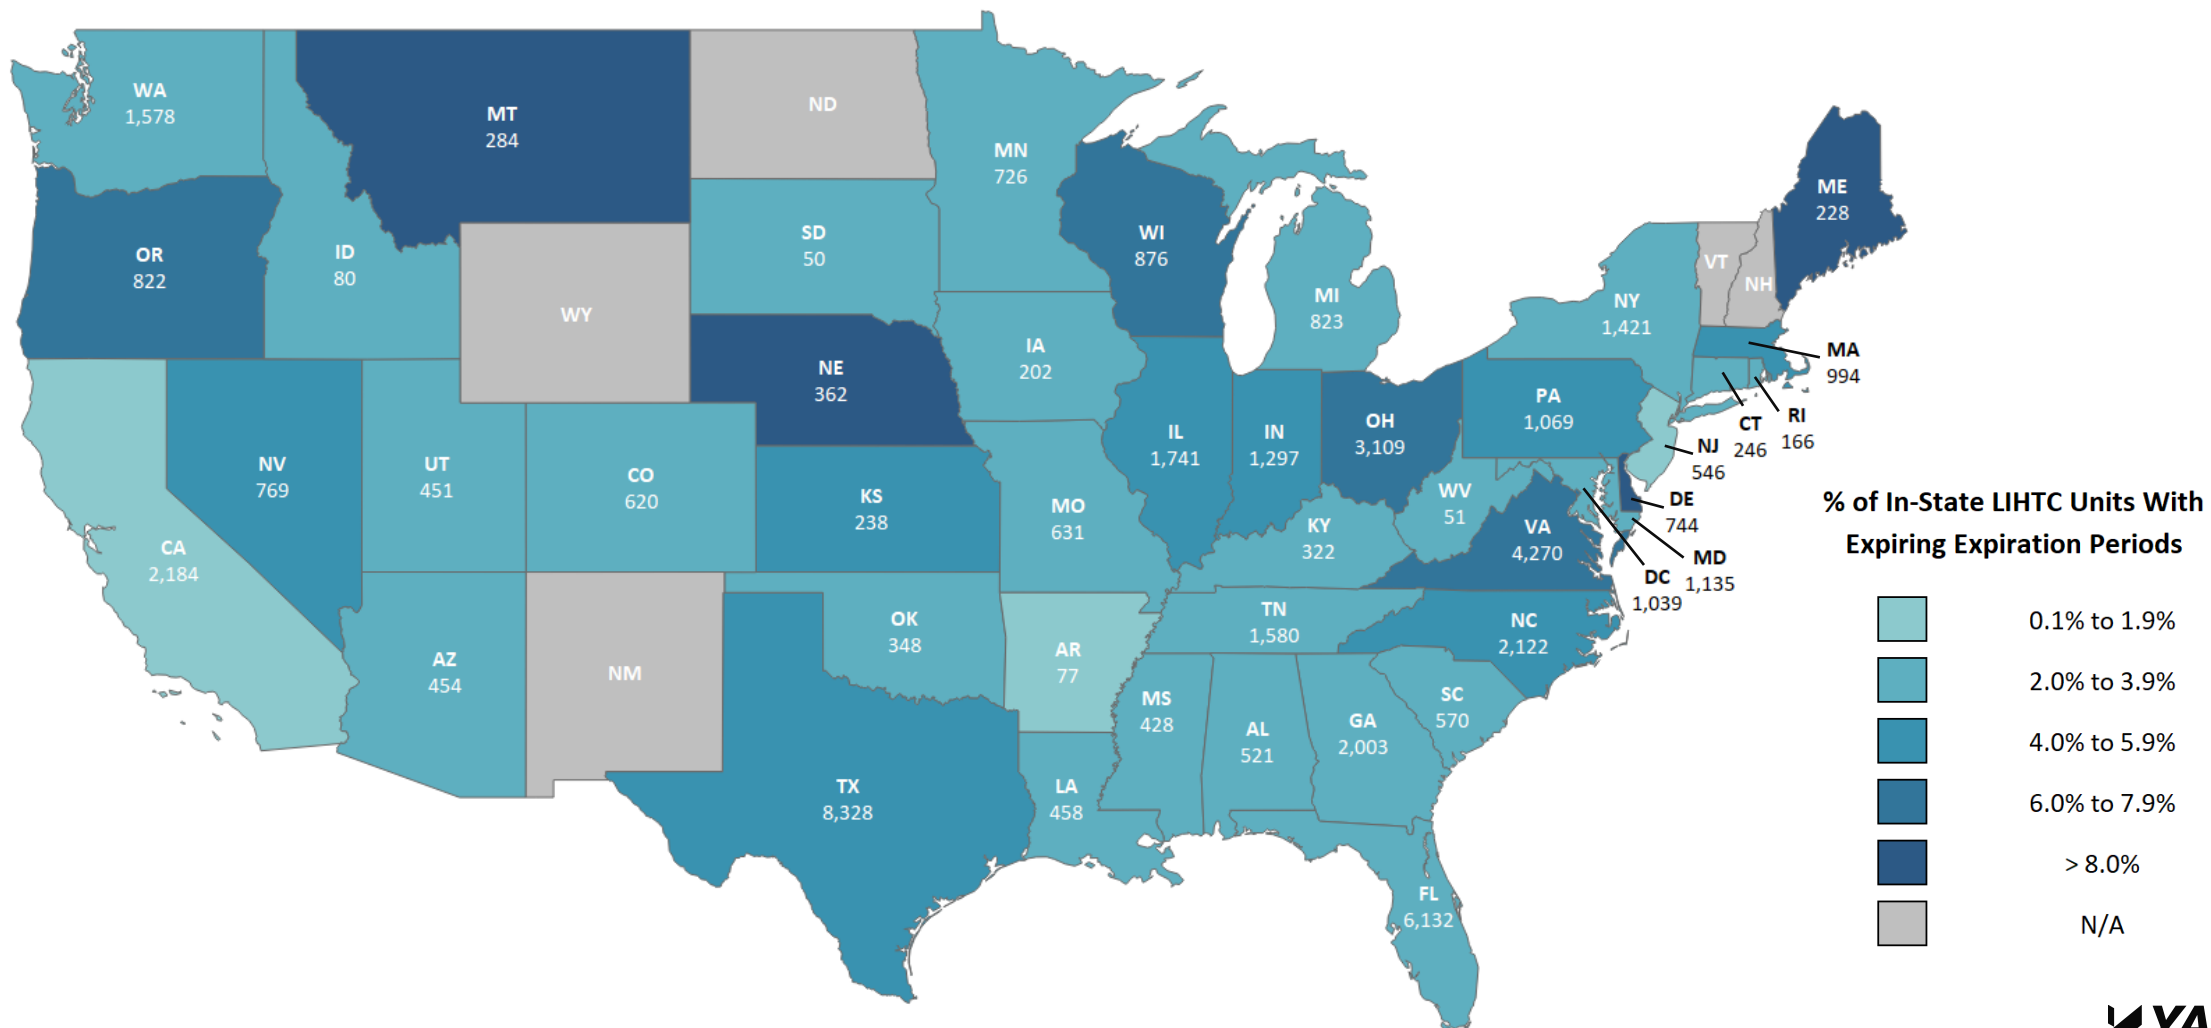 WA
1,578
MT
284
ND
MN
726
ME
228
OR
822
ID
80
SD
50
WI
876
WY
MI
823
NY
1,421
VT
NH
MA
994
NE
362
IA
202
PA
1,069
CT
246
RI
166
NJ
546
NV
769
UT
451
CO
620
KS
238
MO
631
IL
1,741
IN
1,297
OH
3,109
WV
51
VA
4,270
DE
744
MD
1,135
DC
1,039
KY
322
CA
2,184
AZ
454
NM
OK
348
AR
77
TN
1,580
NC
2,122
SC
570
MS
428
AL
521
GA
2,003
TX
8,328
LA
458
FL
6,132
% of In-State LIHTC Units With
Expiring Expiration Periods
0.1% to 1.9%
2.0% to 3.9%
4.0% to 5.9%
6.0% to 7.9%
> 8.0%
N/A